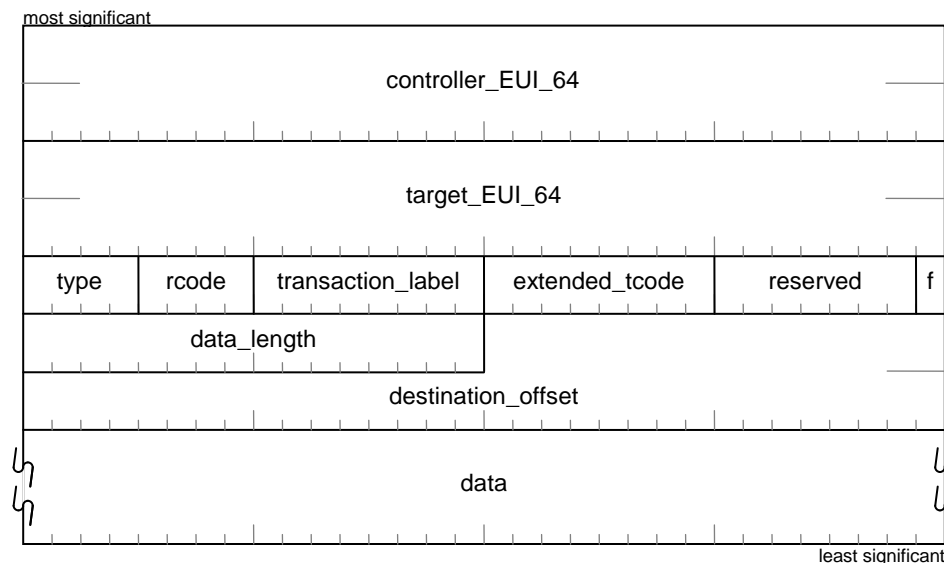 most significant
controller_EUI_64
target_EUI_64
type rcode transaction_label extended_tcode reserved f
data_length
destination_offset
data
least significant